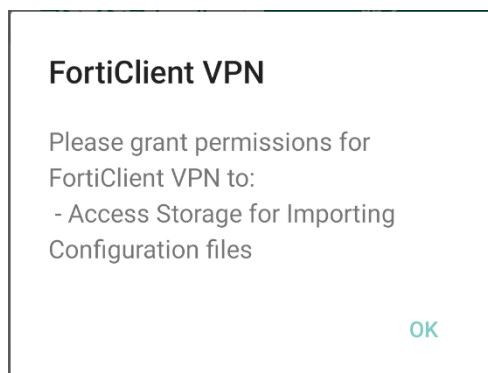 FortiClient VPN
Please grant permissions for
FortiClient VPN to:
- Access Storage for Importing
Configuration files
OK